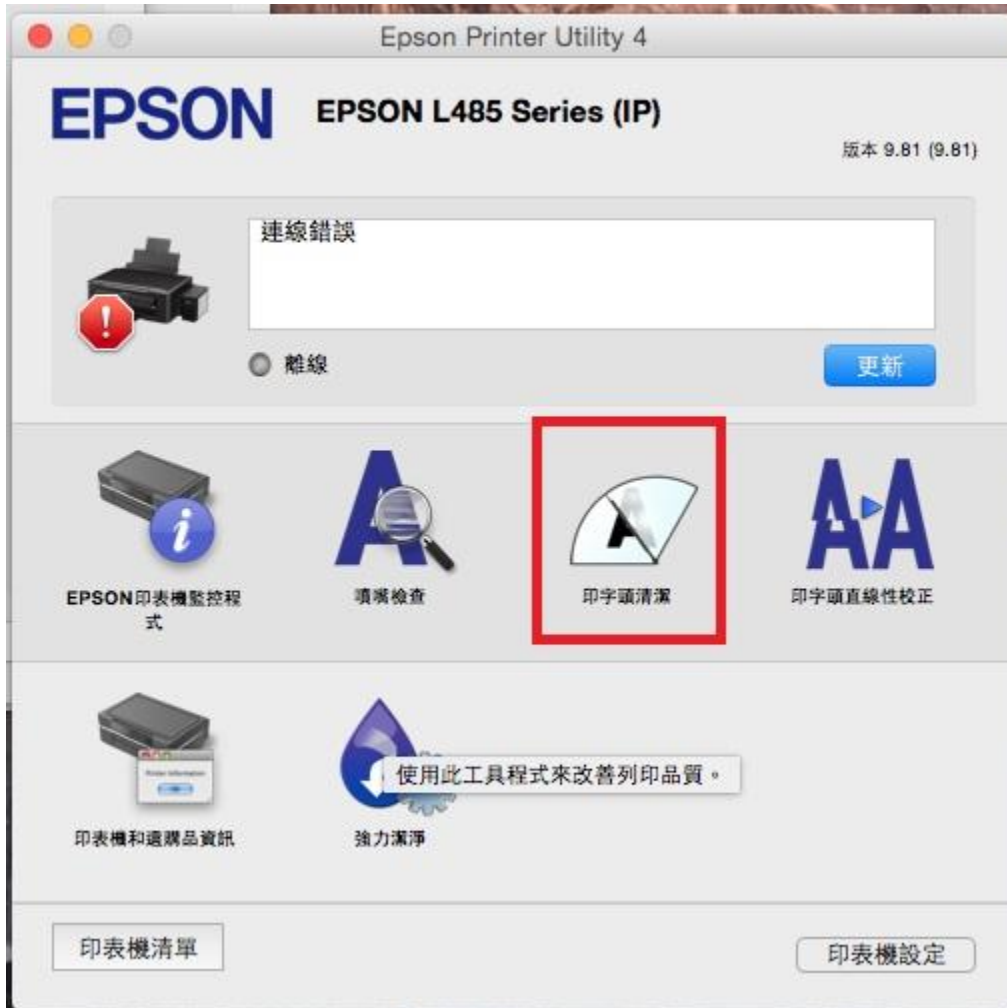 Epson Printer Utility 4
EPSON
EPSON L485 Series (IP)
版本 9.81 (9.81)
連線錯誤
離線
更新
EPSON印表機監控程
式
噴嘴檢查
印字頭清潔
印字頭直線性校正
印表機和選購品資訊
強力潔淨
使用此工具程式來改善列印品質。
印表機清單
印表機設定